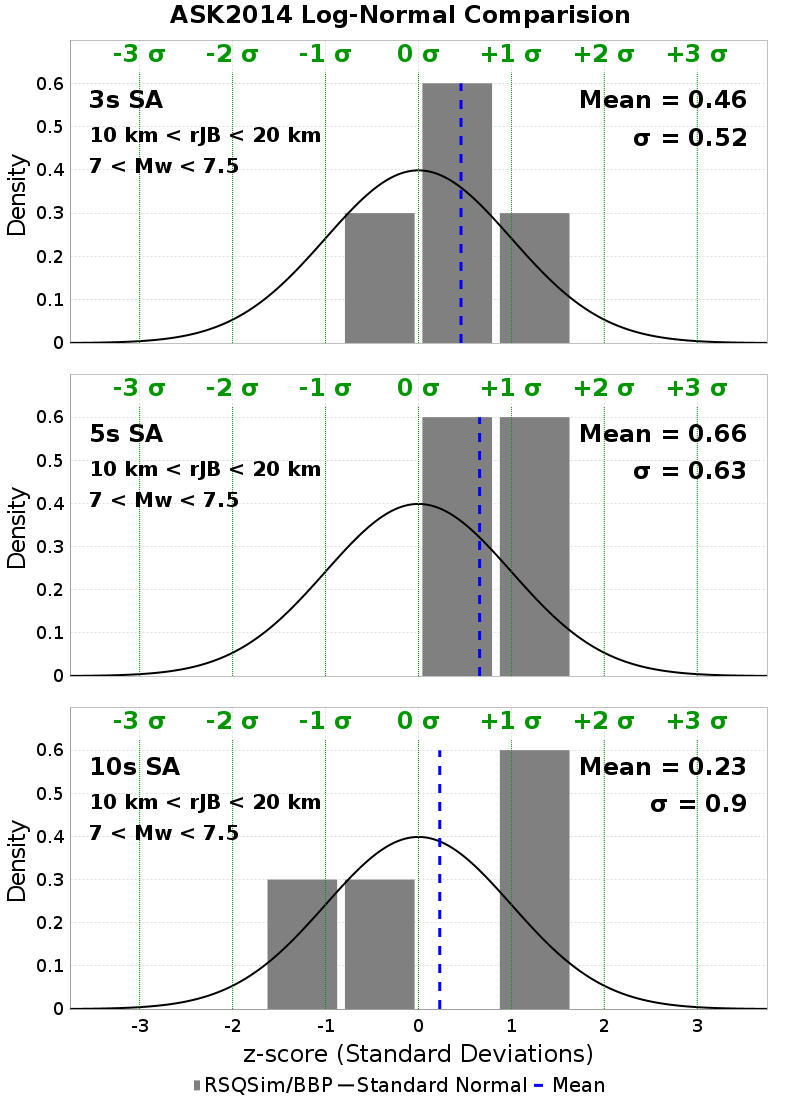 ASK2014 Log-Normal Comparision
-3 σ -2 σ -1 σ 0 σ +1 σ +2 σ +3 σ
3s SA
10 km < rJB < 20 km
7 < Mw < 7.5
Mean = 0.46
σ = 0.52
Density
0.6
0.5
0.4
0.3
0.2
0.1
0
-3 σ -2 σ -1 σ 0 σ +1 σ +2 σ +3 σ
5s SA
10 km < rJB < 20 km
7 < Mw < 7.5
Mean = 0.66
σ = 0.63
Density
0.6
0.5
0.4
0.3
0.2
0.1
0
-3 σ -2 σ -1 σ 0 σ +1 σ +2 σ +3 σ
10s SA
10 km < rJB < 20 km
7 < Mw < 7.5
Mean = 0.23
σ = 0.9
Density
0.6
0.5
0.4
0.3
0.2
0.1
0
-3 -2 -1 0 1 2 3
z-score (Standard Deviations)
RSQSim/BBP Standard Normal Mean